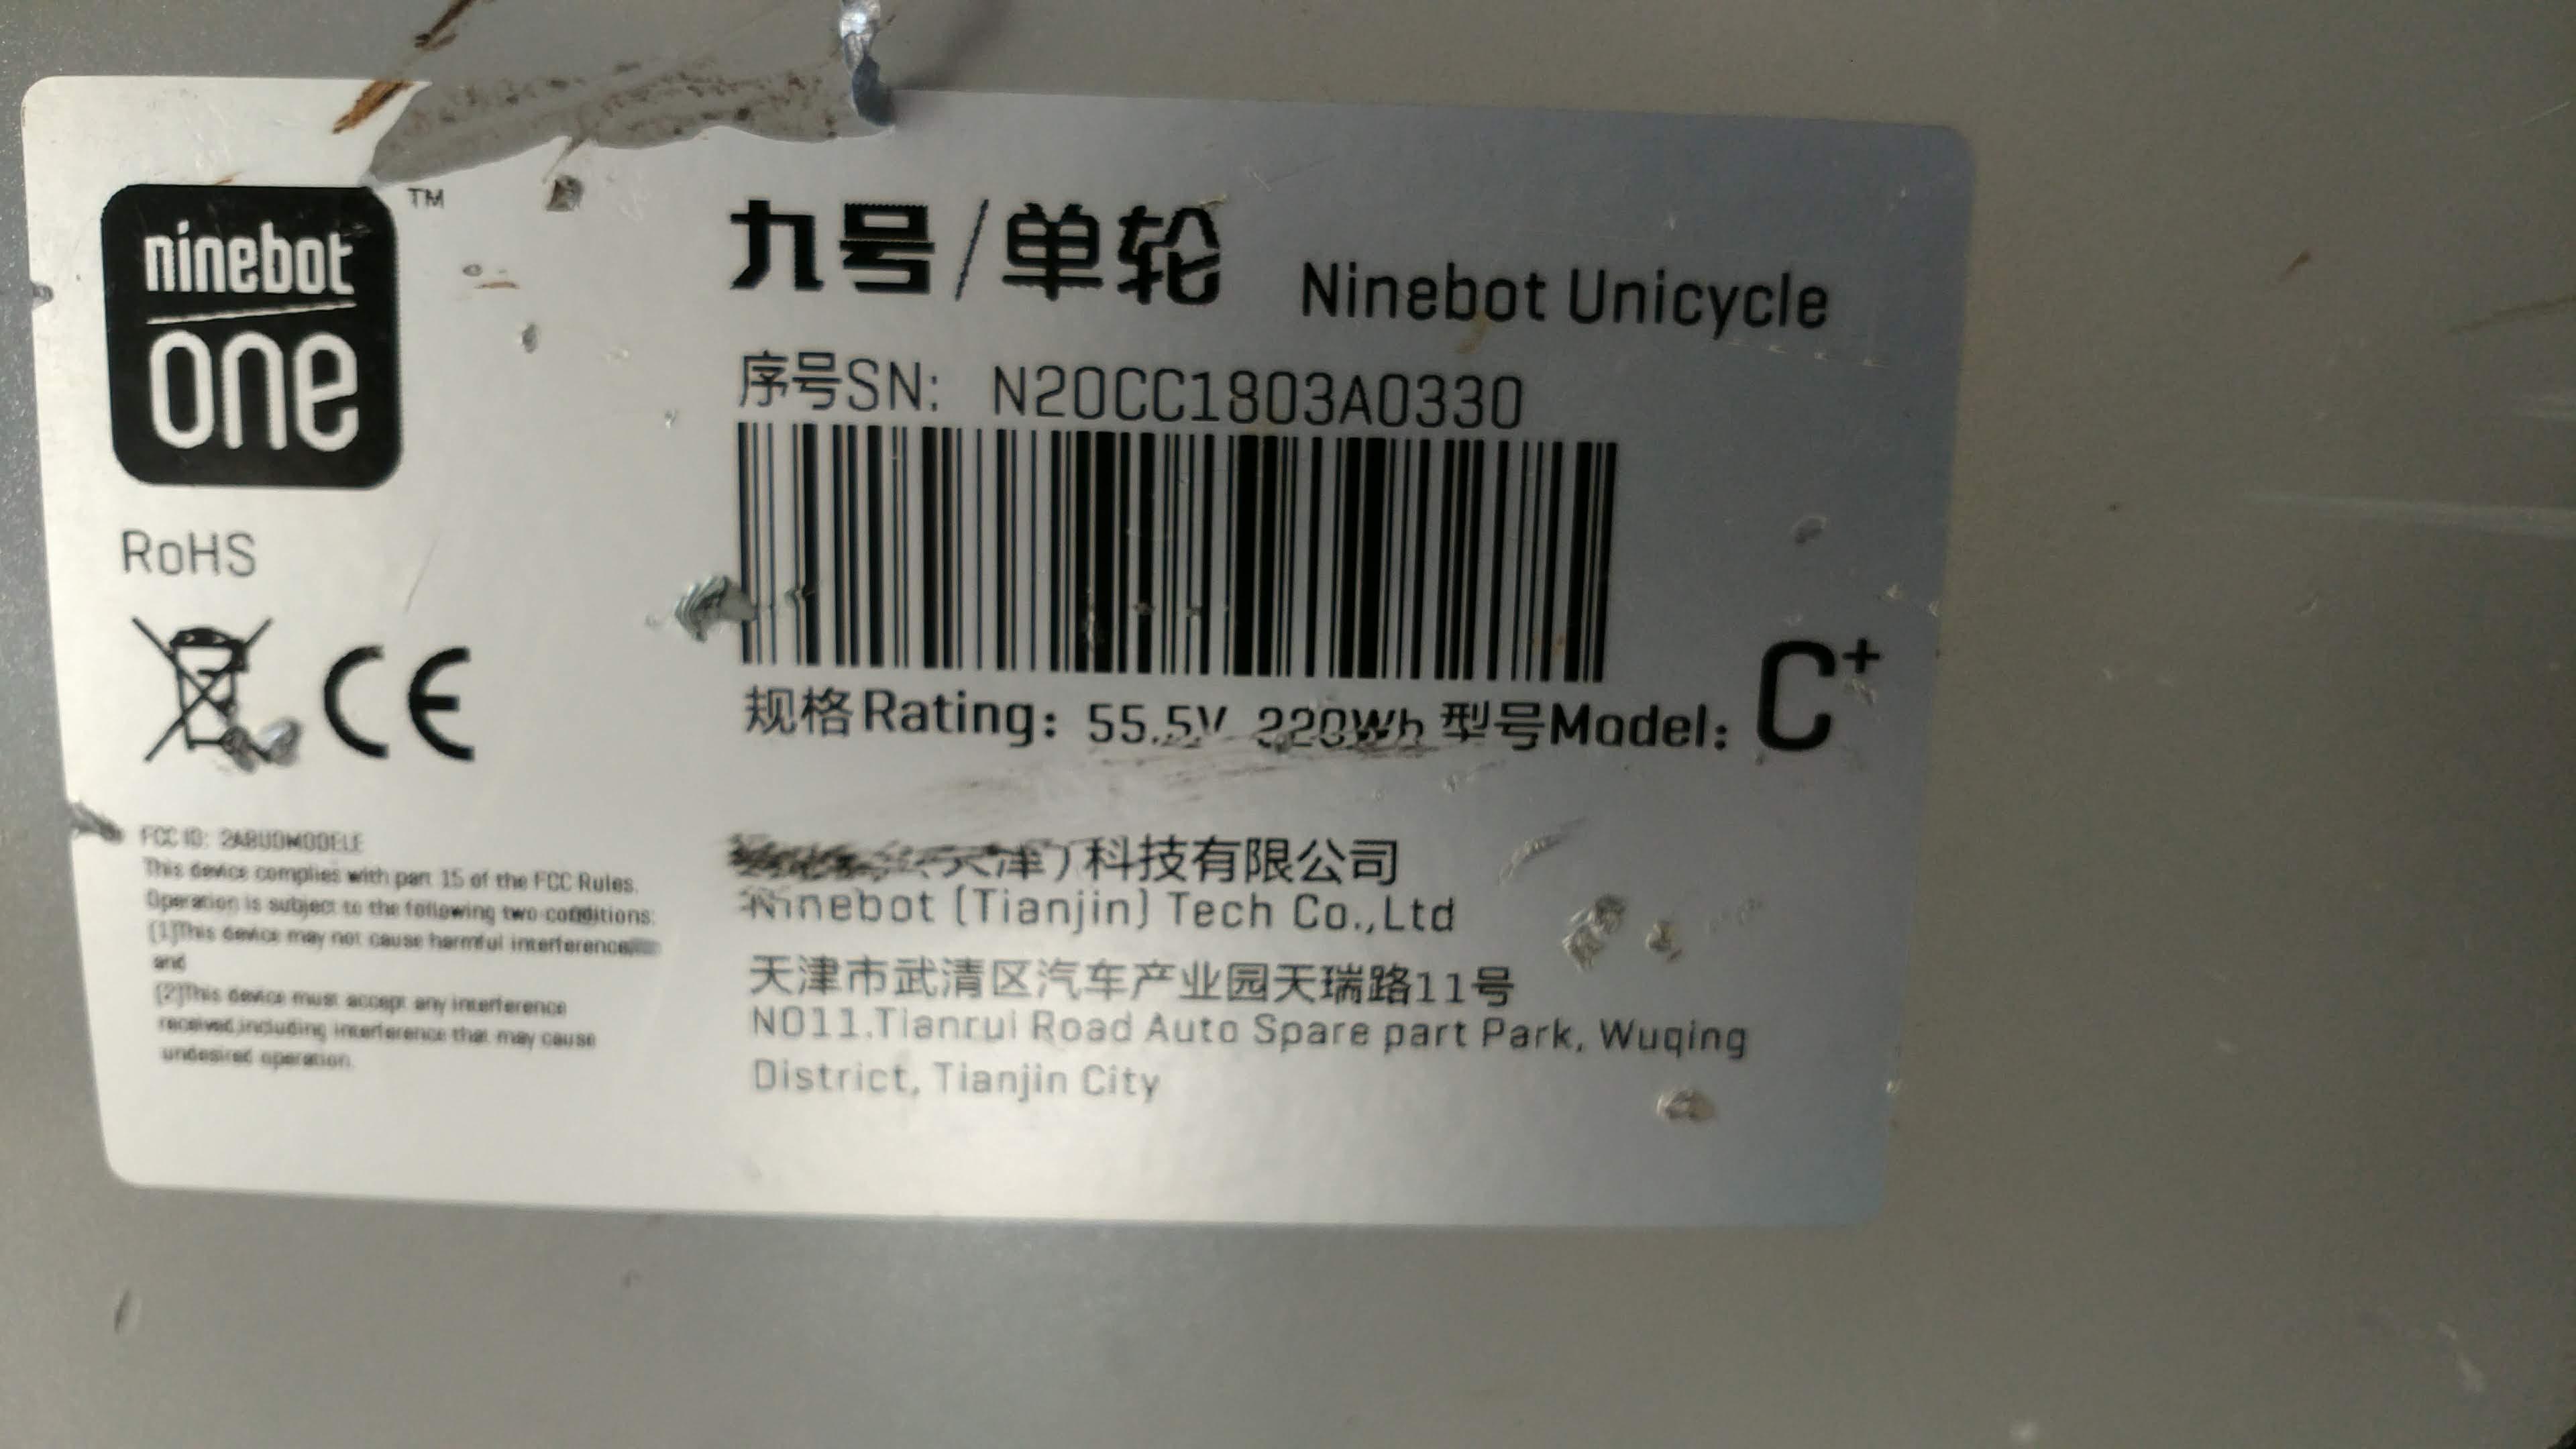 ninebot
one
TM
RoHS
CE
FCC ID: 2ABUDMODELE
This device complies with part 15 of the FCC Rules.
Operation is subject to the following two conditions:
(1)This device may not cause harmful interference,
and
(2)This device must accept any interference
received,including interference that may cause
undesired operation.
九号/单轮 Ninebot Unicycle
序号SN: N20CC1803A0330
规格Rating: 55.5V 220Wh 型号Model: C+
天津)科技有限公司
Ninebot (Tianjin) Tech Co.,Ltd
天津市武清区汽车产业园天瑞路11号
NO11.Tianrui Road Auto Spare part Park, Wuqing
District, Tianjin City